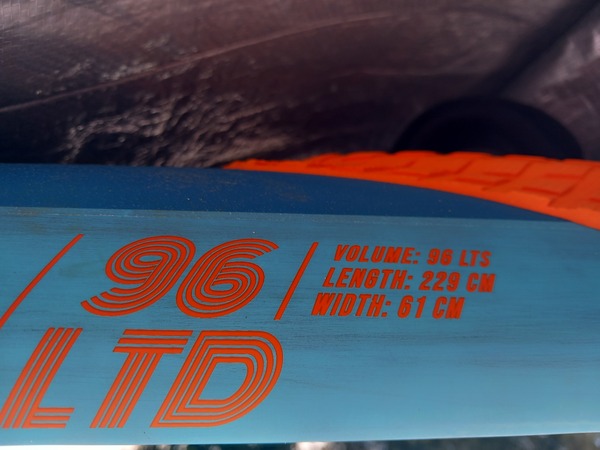 / 96 /
LTD
VOLUME: 96 LTS
LENGTH: 229 CM
WIDTH: 61 CM